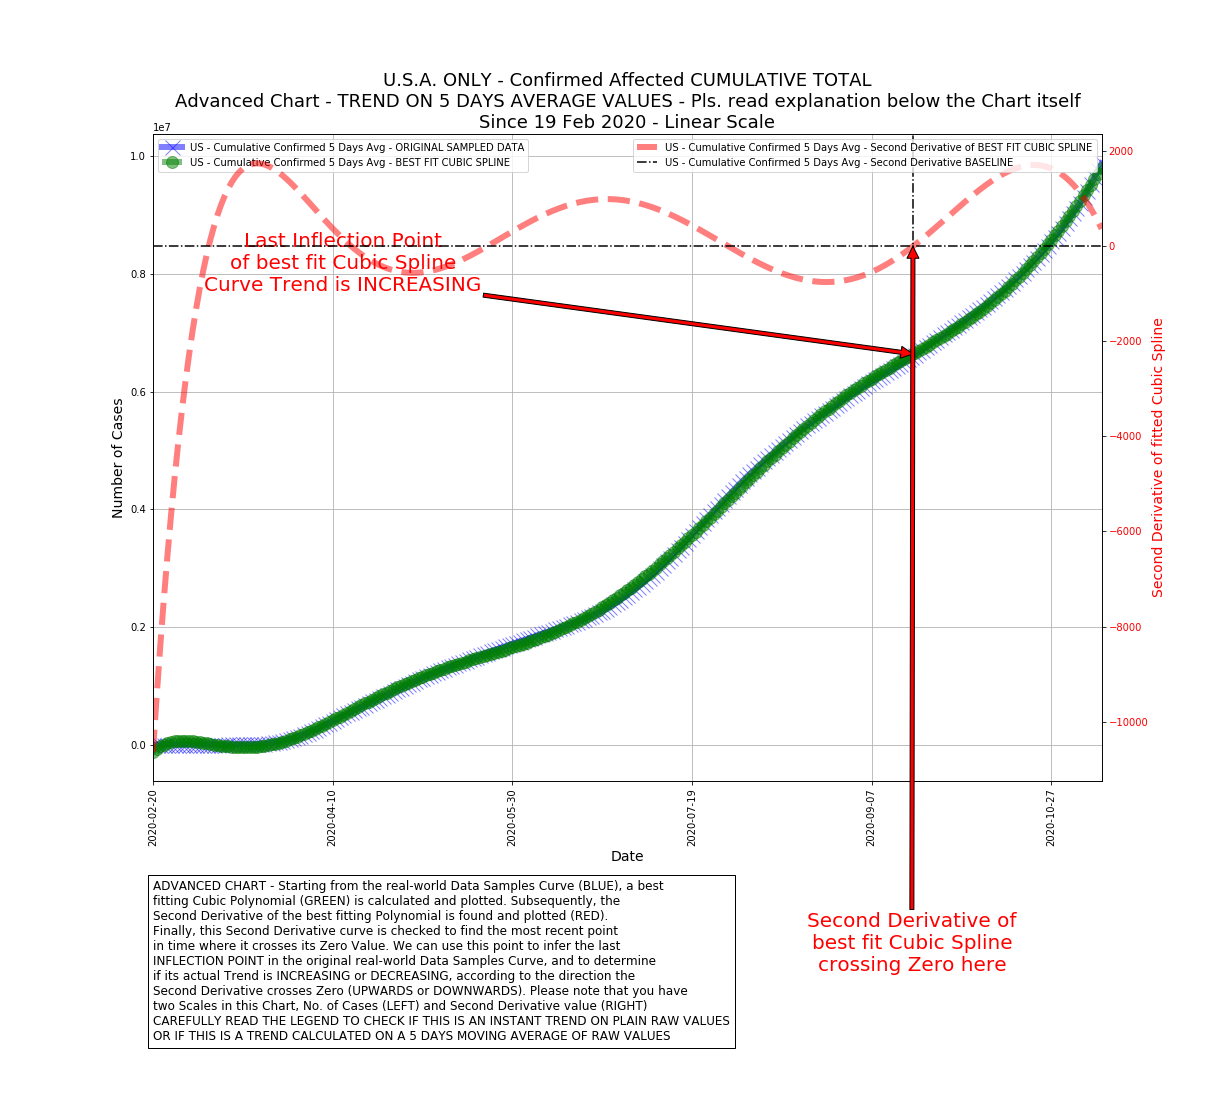 U.S.A. ONLY - Confirmed Affected CUMULATIVE TOTAL
Advanced Chart - TREND ON 5 DAYS AVERAGE VALUES - Pls. read explanation below the Chart itself
Since 19 Feb 2020 - Linear Scale
1e7
US - Cumulative Confirmed 5 Days Avg - ORIGINAL SAMPLED DATA
US - Cumulative Confirmed 5 Days Avg - BEST FIT CUBIC SPLINE
US - Cumulative Confirmed 5 Days Avg - Second Derivative of BEST FIT CUBIC SPLINE
US - Cumulative Confirmed 5 Days Avg - Second Derivative BASELINE
Last Inflection Point
of best fit Cubic Spline
Curve Trend is INCREASING
1.0
0.8
0.6
0.4
0.2
0.0
Number of Cases
2000
0
−2000
−4000
−6000
−8000
−10000
Second Derivative of fitted Cubic Spline
2020-02-20
2020-04-10
2020-05-30
2020-07-19
2020-09-07
2020-10-27
Date
ADVANCED CHART - Starting from the real-world Data Samples Curve (BLUE), a best
fitting Cubic Polynomial (GREEN) is calculated and plotted. Subsequently, the
Second Derivative of the best fitting Polynomial is found and plotted (RED).
Finally, this Second Derivative curve is checked to find the most recent point
in time where it crosses its Zero Value. We can use this point to infer the last
INFLECTION POINT in the original real-world Data Samples Curve, and to determine
if its actual Trend is INCREASING or DECREASING, according to the direction the
Second Derivative crosses Zero (UPWARDS or DOWNWARDS). Please note that you have
two Scales in this Chart, No. of Cases (LEFT) and Second Derivative value (RIGHT)
CAREFULLY READ THE LEGEND TO CHECK IF THIS IS AN INSTANT TREND ON PLAIN RAW VALUES
OR IF THIS IS A TREND CALCULATED ON A 5 DAYS MOVING AVERAGE OF RAW VALUES
Second Derivative of
best fit Cubic Spline
crossing Zero here